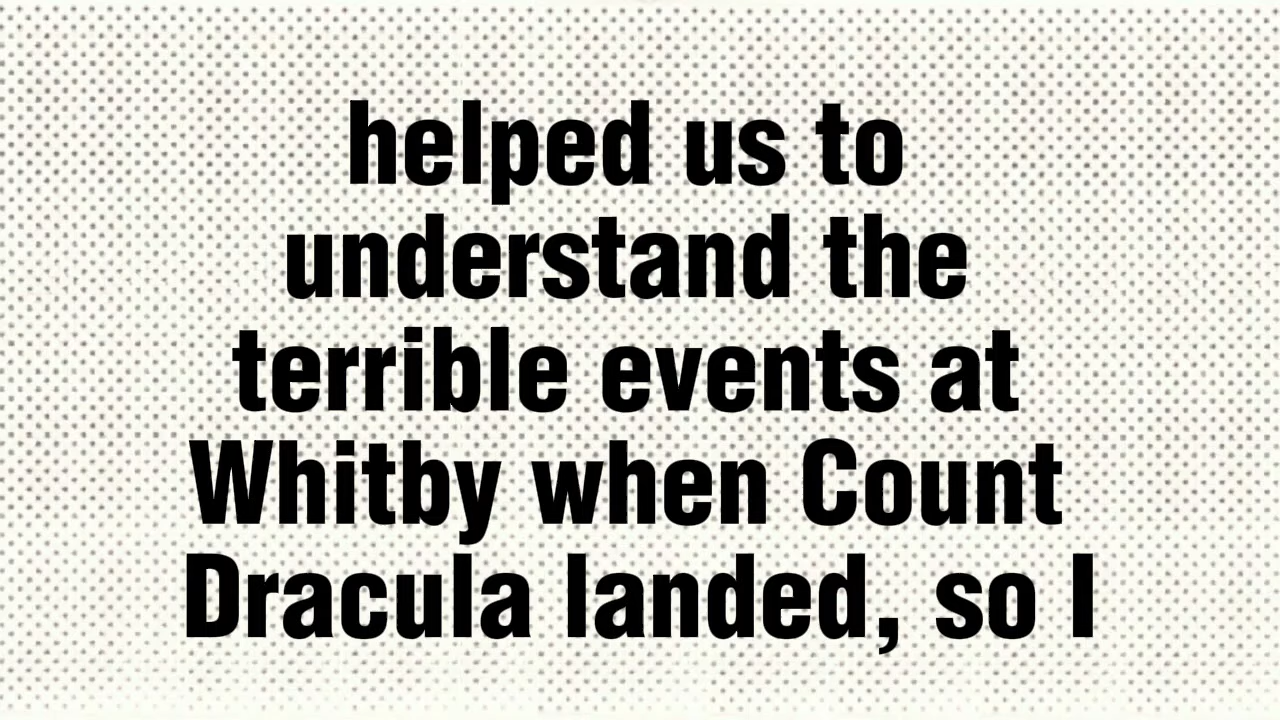 helped us to
understand the
terrible events at
Whitby when Count
Dracula landed, so I